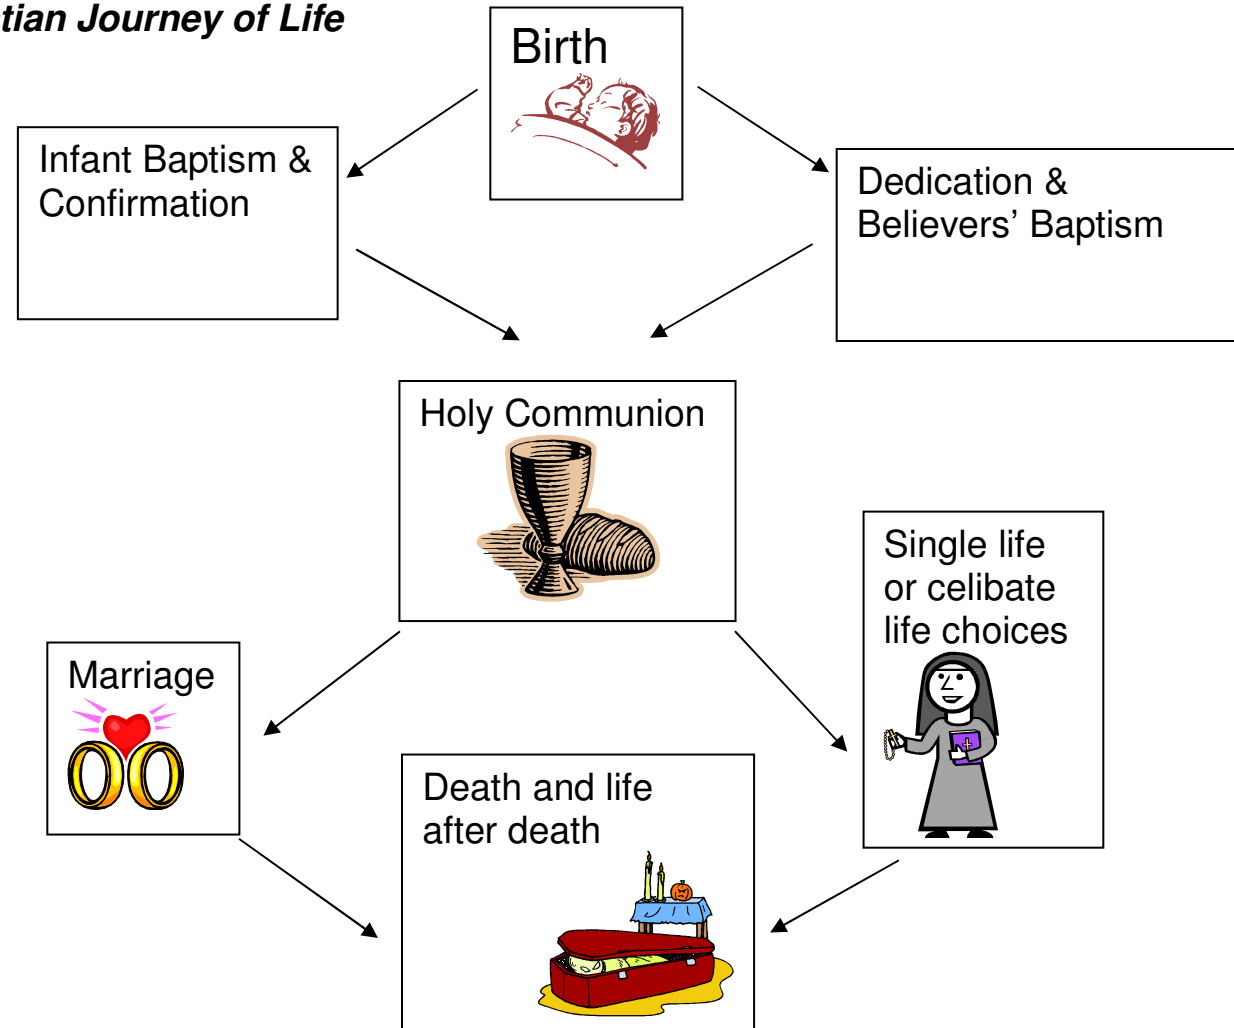 tian Journey of Life
Birth
Infant Baptism &
Confirmation
Dedication &
Believers’ Baptism
Holy Communion
Single life
or celibate
life choices
Marriage
Death and life
after death